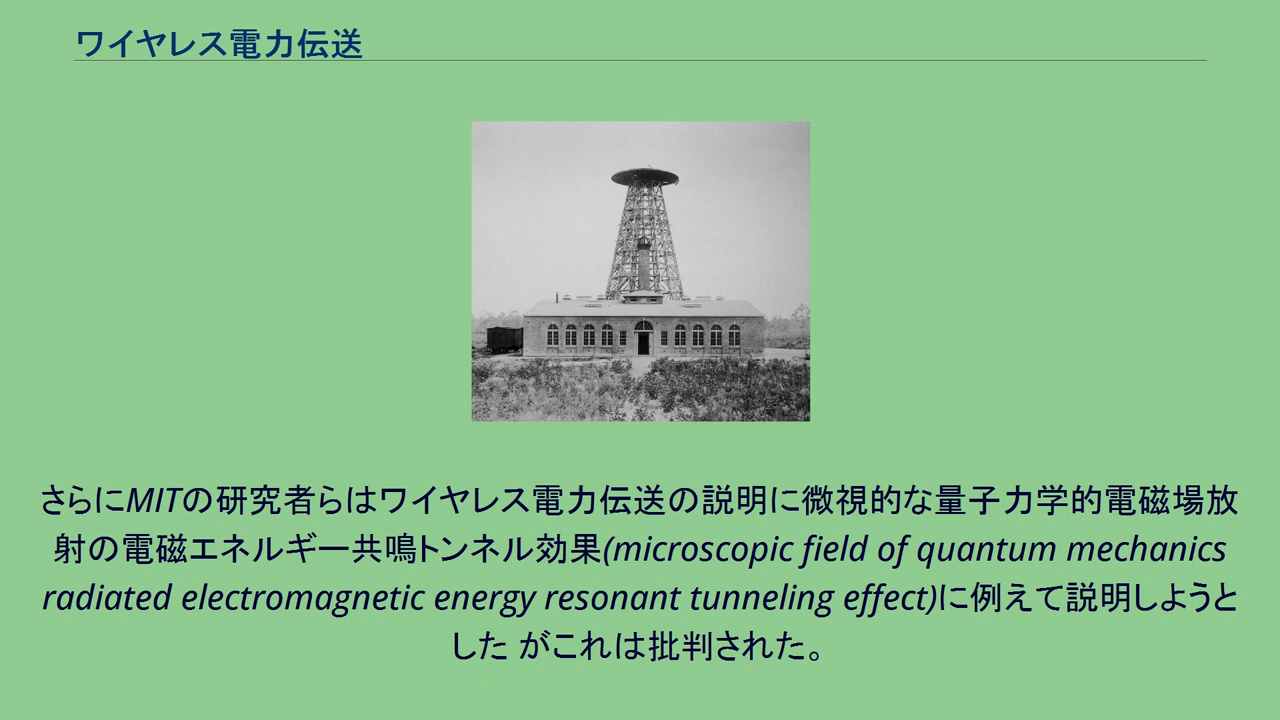 ワイヤレス電力伝送
さらにMITの研究者らはワイヤレス電力伝送の説明に微視的な量子力学的電磁場放
射の電磁エネルギー共鳴トンネル効果(microscopic field of quantum mechanics
radiated electromagnetic energy resonant tunneling effect)に例えて説明しようと
した がこれは批判された。